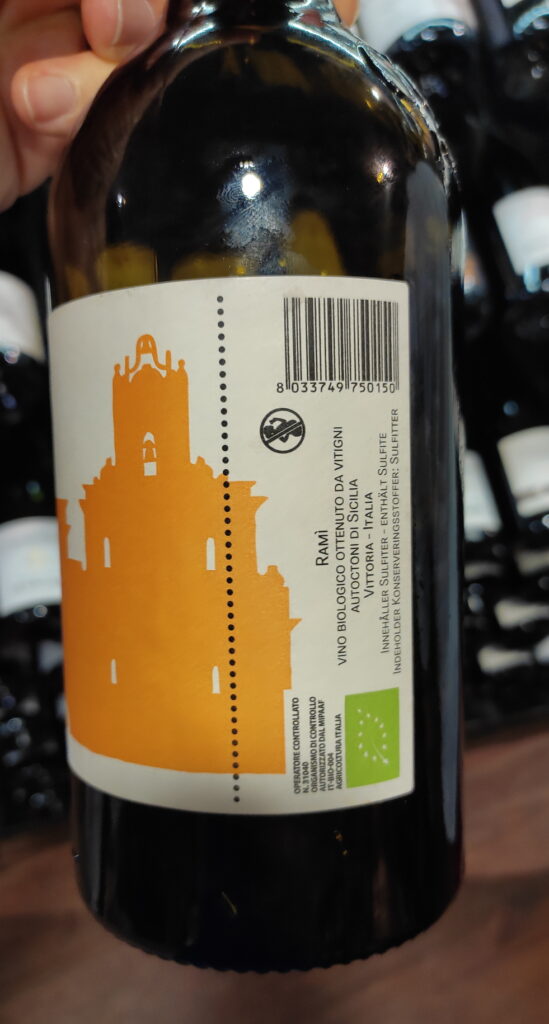 8 033749 750150
RAMÌ
VINO BIOLOGICO OTTENUTO DA VITIGNI
AUTOCTONI DI SICILIA
VITTORIA - ITALIA
INNEHÅLLER SULFITER - ENTHÄLT SULFITE
INDEHOLDER KONSERVERINGSSTOFFER: SULFITTER
OPERATORE CONTROLLATO
N. 31040
ORGANISMO DI CONTROLLO
AUTORIZZATO DAL MIPAAF
IT-BIO-004
AGRICOLTURA ITALIA